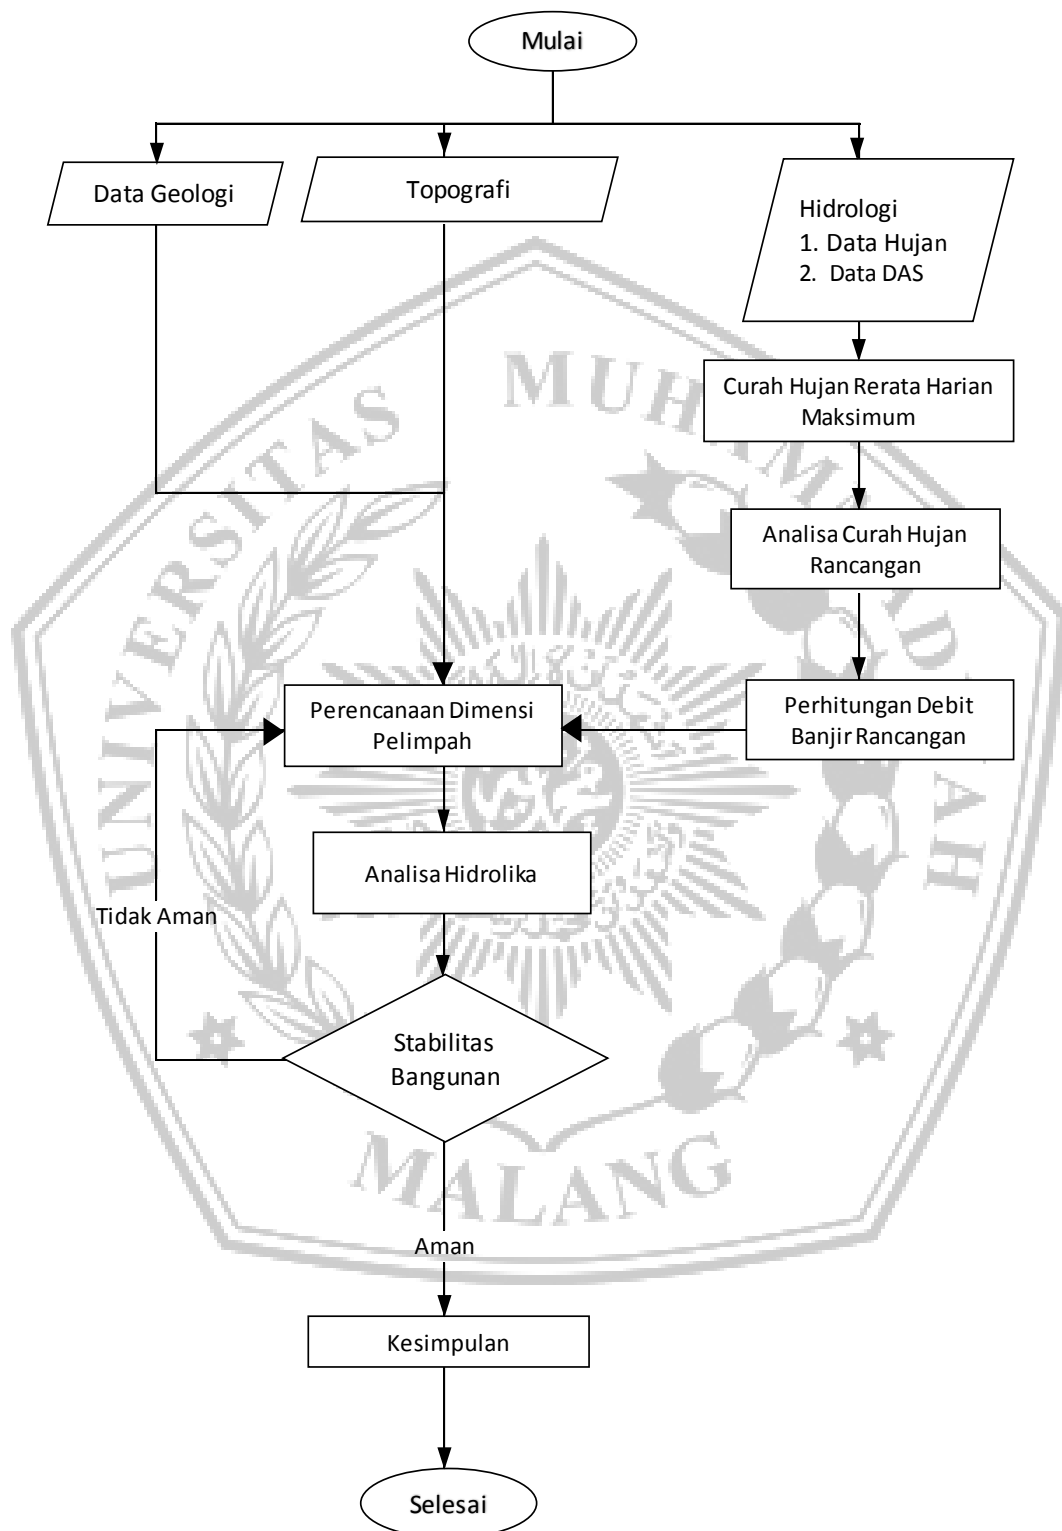 Mulai
Data Geologi
Topografi
Hidrologi
1. Data Hujan
2. Data DAS
Curah Hujan Rerata Harian
Maksimum
Analisa Curah Hujan
Rancangan
Perhitungan Debit
Banjir Rancangan
Perencanaan Dimensi
Pelimpah
Analisa Hidrolika
Tidak Aman
Stabilitas
Bangunan
Aman
Kesimpulan
Selesai
UNIVERSITAS MUHAMMADIYAH
MALANG